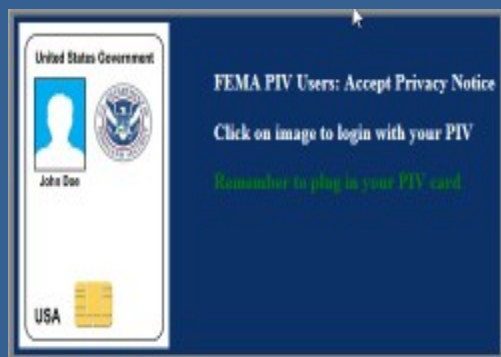 United States Government
John Doe
USA
FEMA PIV Users: Accept Privacy Notice
Click on image to login with your PIV
Remember to plug in your PIV card